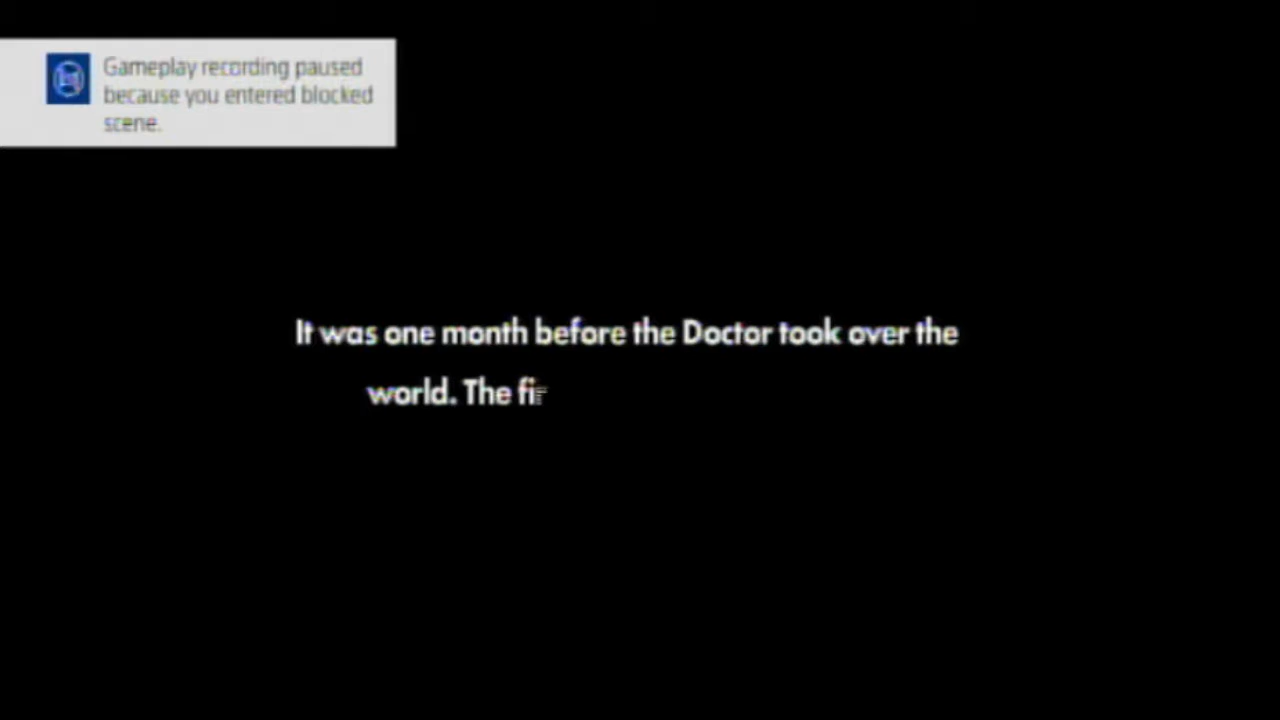 Gameplay recording paused
because you entered blocked
scene.
It was one month before the Doctor took over the
world. The fi